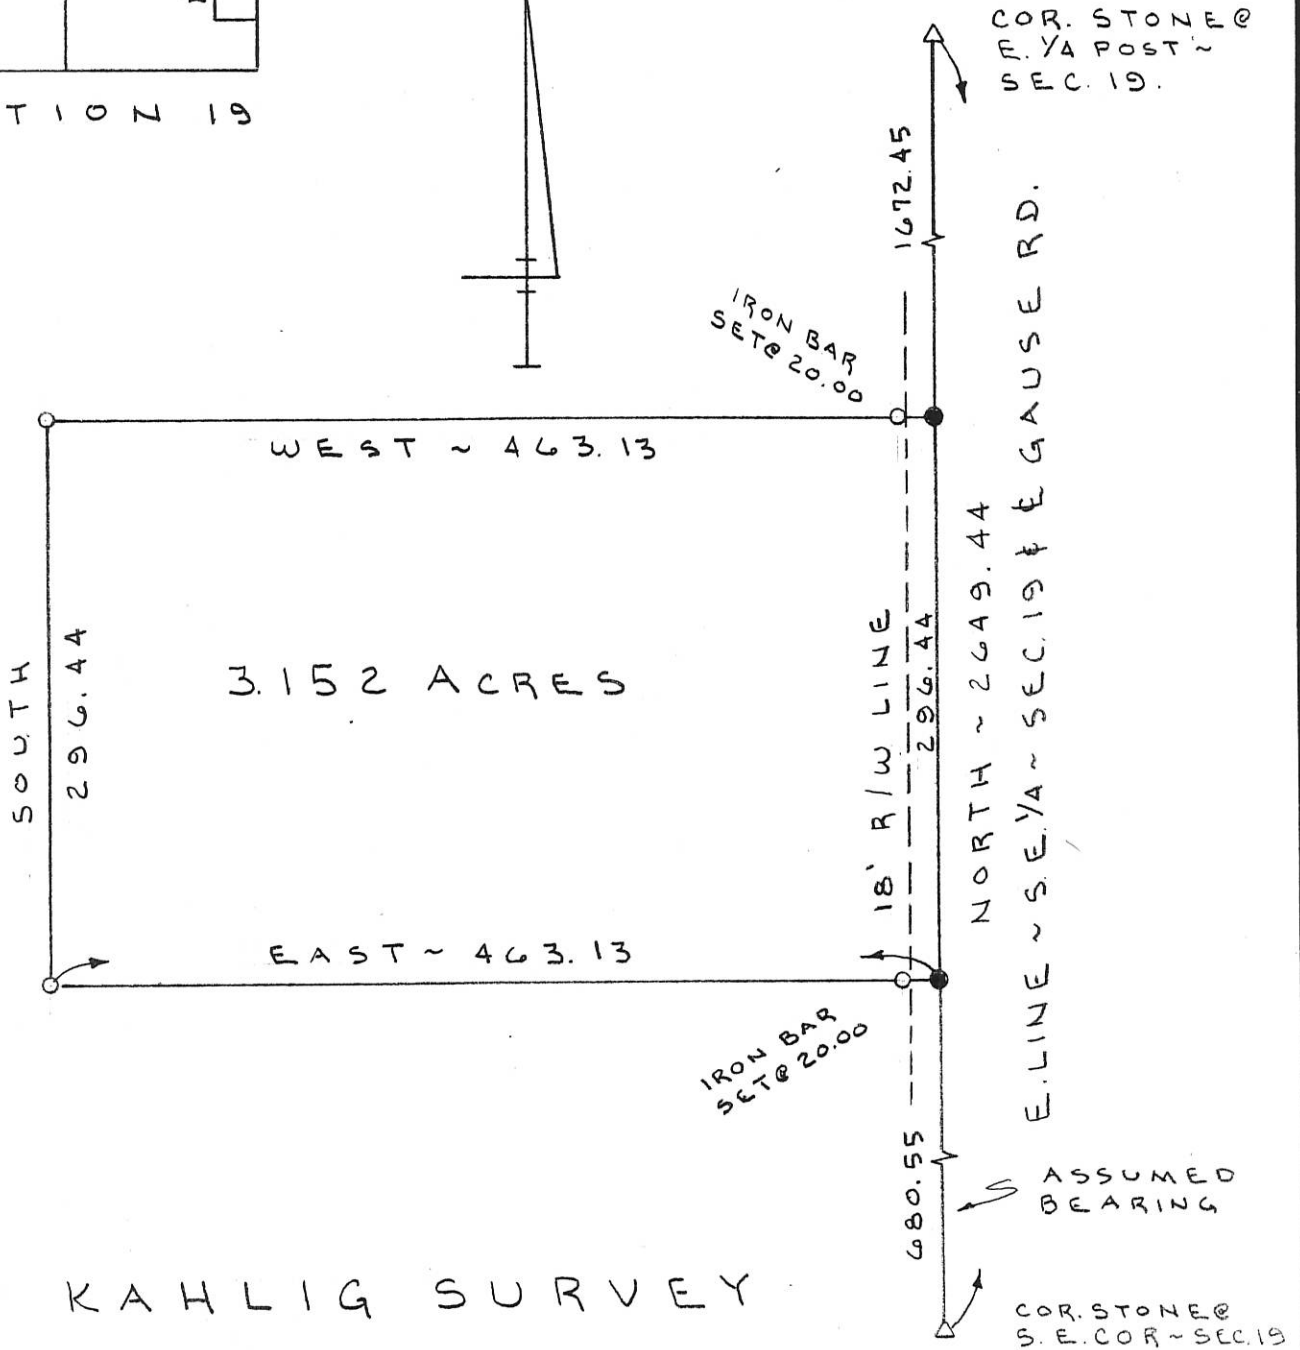 TION 19
COR. STONE @
E. 1/4 POST ~
SEC. 19.
1672.45
IRON BAR
SET @ 20.00
WEST ~ 463.13
SOUTH
296.44
3.152 ACRES
18' R/W LINE
296.44
NORTH ~ 2649.44
E. LINE ~ S.E. 1/4 ~ SEC. 19 & ℄ GAUSE RD.
EAST ~ 463.13
IRON BAR
SET @ 20.00
680.55
ASSUMED
BEARING
KAHLIG SURVEY
COR. STONE @
S.E. COR ~ SEC. 19